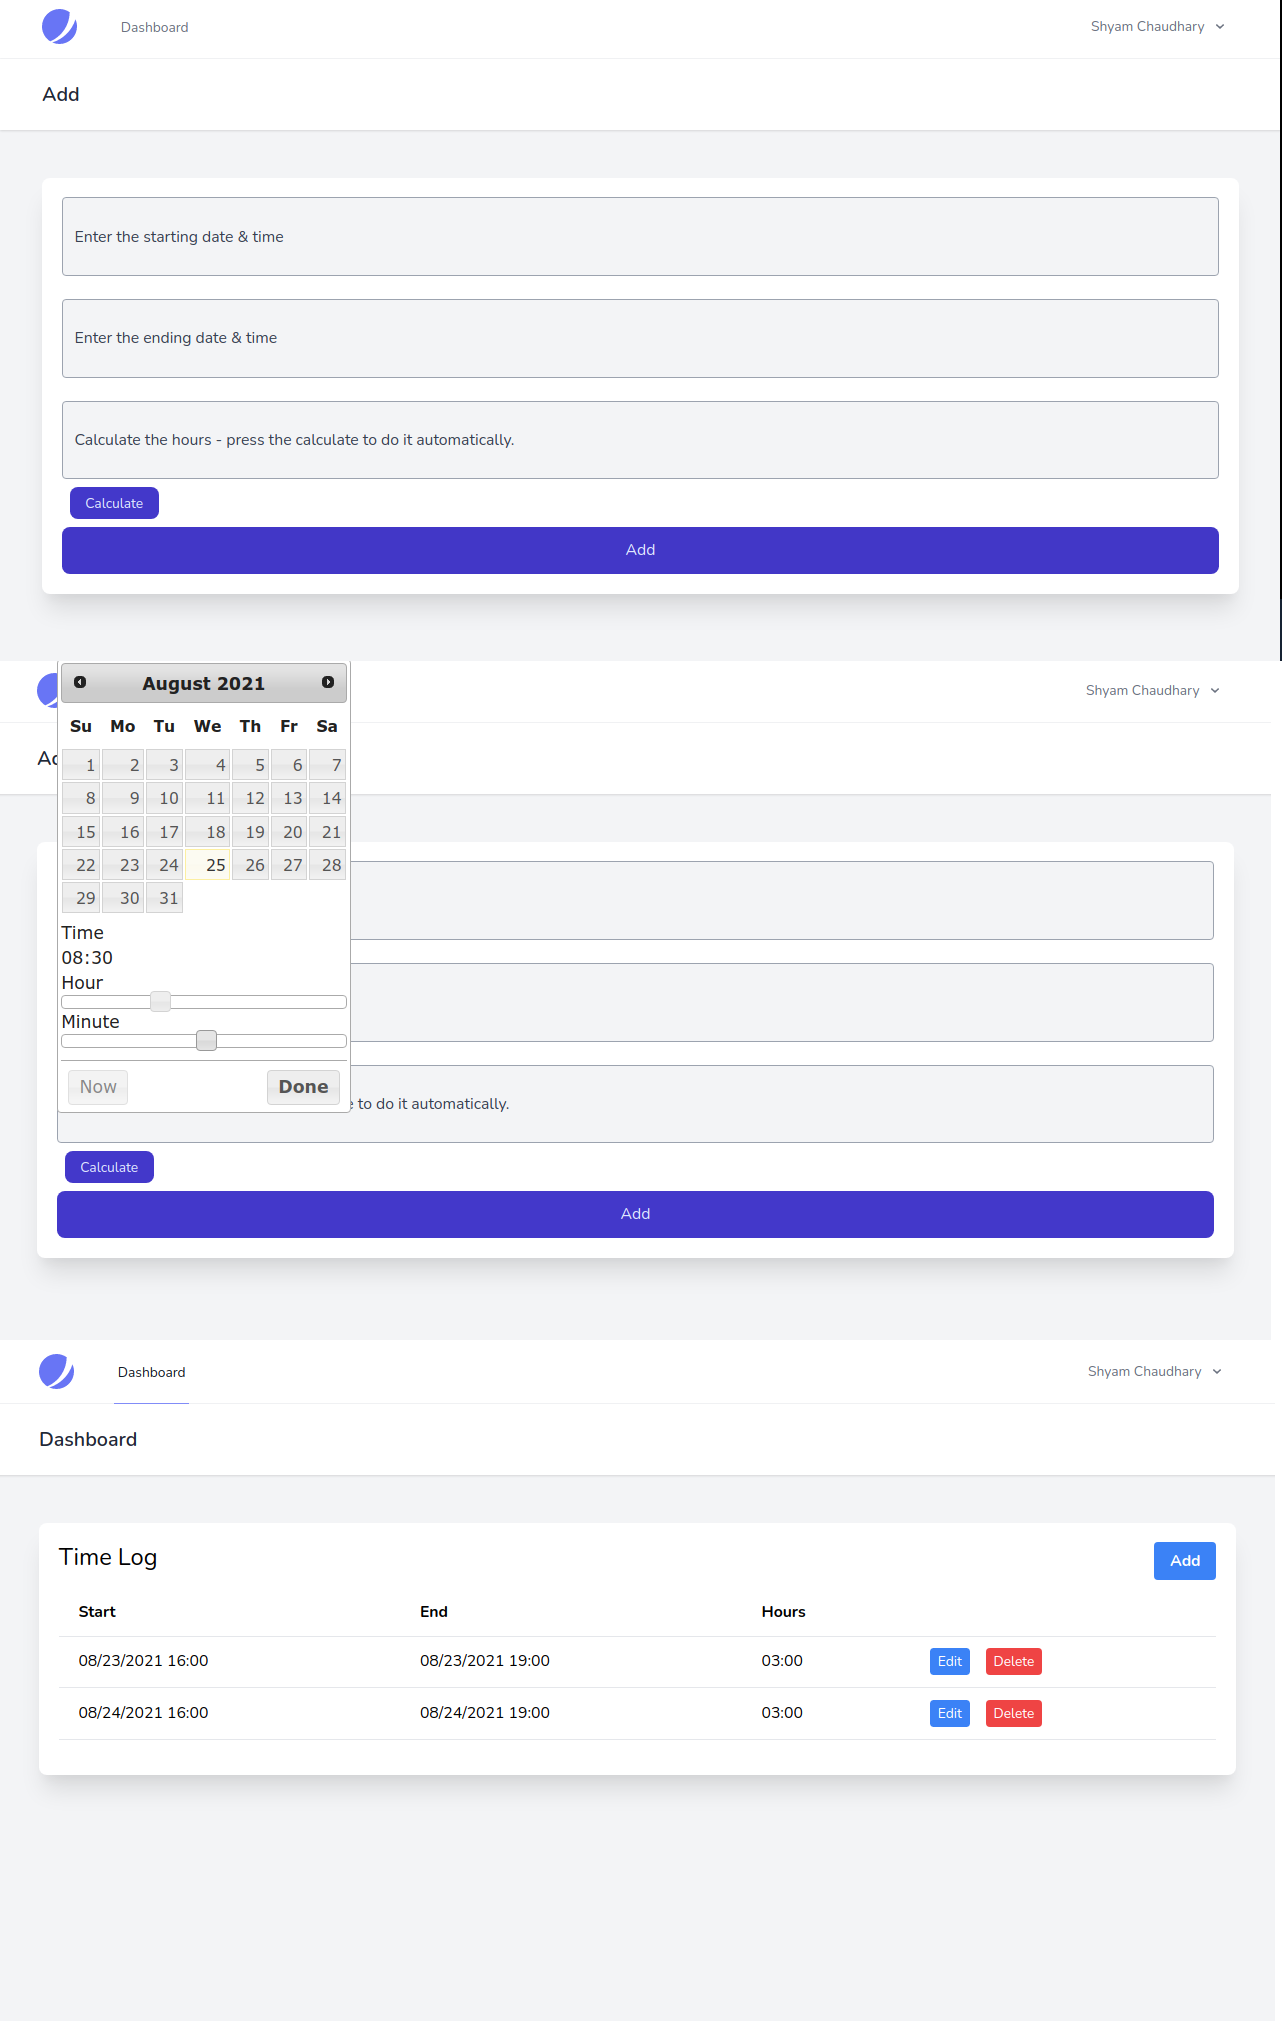 Dashboard
Shyam Chaudhary
Add
Enter the starting date & time
Enter the ending date & time
Calculate the hours - press the calculate to do it automatically.
Calculate
Add
August 2021
Shyam Chaudhary
Su Mo Tu We Th Fr Sa
1 2 3 4 5 6 7
8 9 10 11 12 13 14
15 16 17 18 19 20 21
22 23 24 25 26 27 28
29 30 31
Time
08:30
Hour
Minute
Now Done
to do it automatically.
Calculate
Add
Dashboard
Shyam Chaudhary
Dashboard
Time Log
Add
Start End Hours
08/23/2021 16:00 08/23/2021 19:00 03:00 Edit Delete
08/24/2021 16:00 08/24/2021 19:00 03:00 Edit Delete